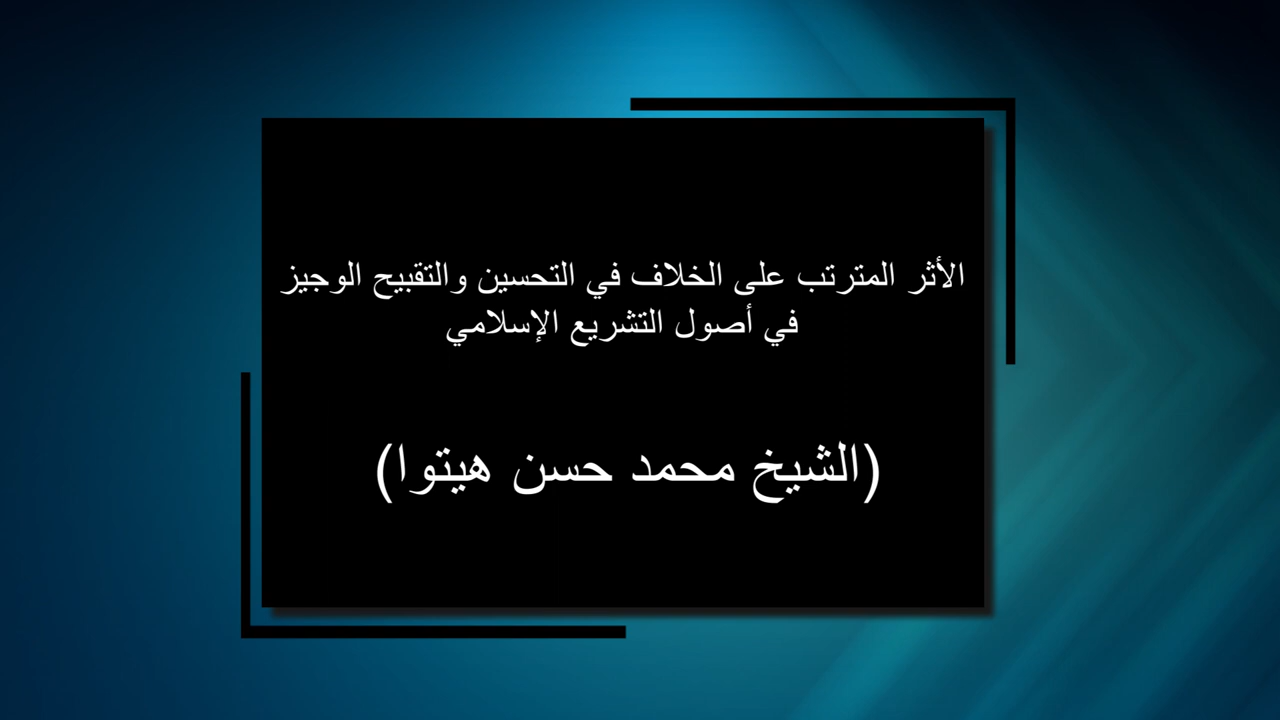 الأثر المترتب على الخلاف في التحسين والتقبيح الوجيز
في أصول التشريع الإسلامي
(الشيخ محمد حسن هيتوا)